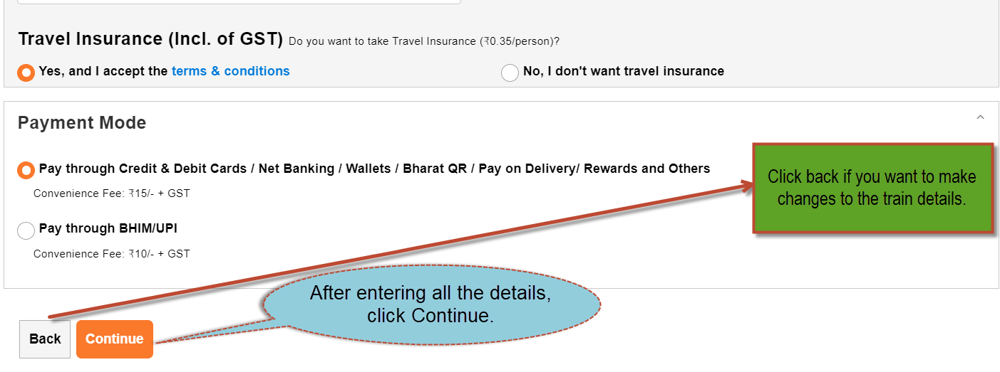 Travel Insurance (Incl. of GST) Do you want to take Travel Insurance (₹0.35/person)?
Yes, and I accept the terms & conditions
No, I don't want travel insurance
Payment Mode
Pay through Credit & Debit Cards / Net Banking / Wallets / Bharat QR / Pay on Delivery/ Rewards and Others
Convenience Fee: ₹15/- + GST
Click back if you want to make
changes to the train details.
Pay through BHIM/UPI
Convenience Fee: ₹10/- + GST
After entering all the details,
click Continue.
Back
Continue